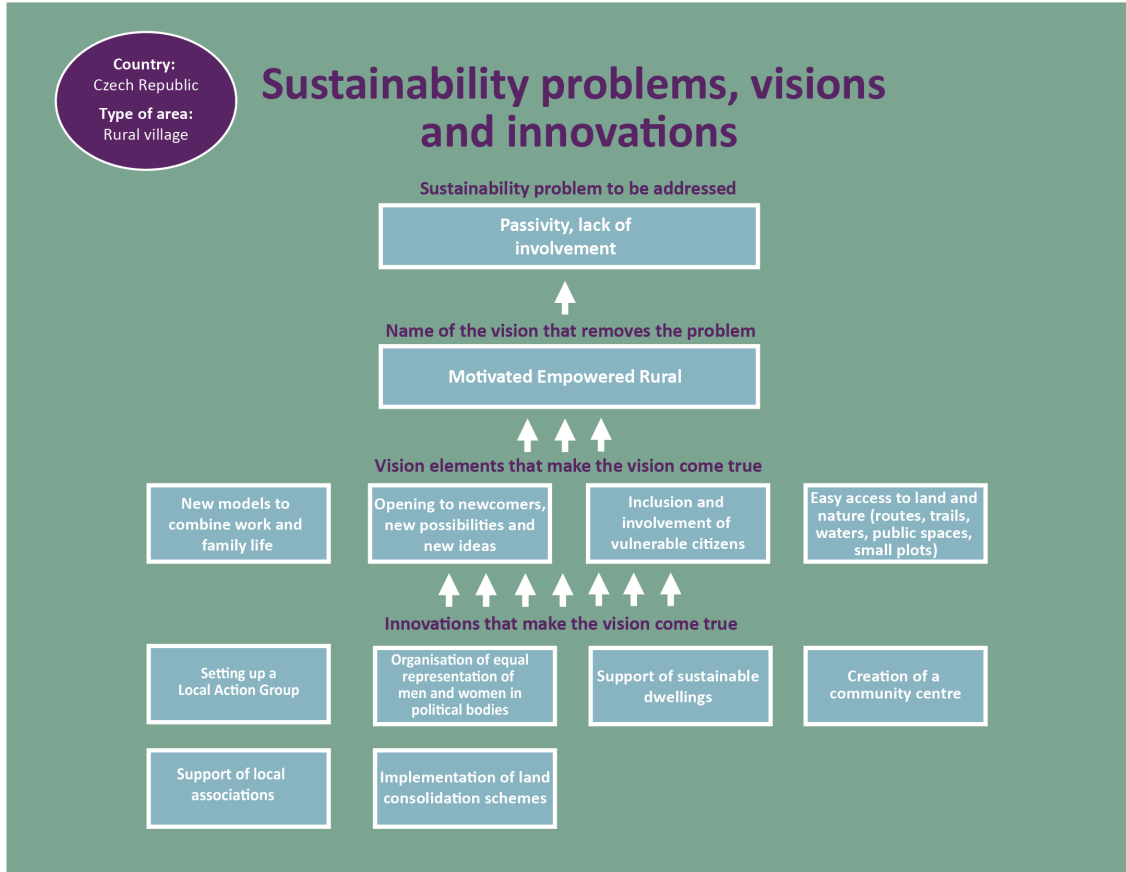 Country:
Czech Republic
Type of area:
Rural village
Sustainability problems, visions
and innovations
Sustainability problem to be addressed
Passivity, lack of
involvement
Name of the vision that removes the problem
Motivated Empowered Rural
Vision elements that make the vision come true
New models to
combine work and
family life
Opening to newcomers,
new possibilities and
new ideas
Inclusion and
involvement of
vulnerable citizens
Easy access to land and
nature (routes, trails,
waters, public spaces,
small plots)
Innovations that make the vision come true
Setting up a
Local Action Group
Organisation of equal
representation of
men and women in
political bodies
Support of sustainable
dwellings
Creation of a
community centre
Support of local
associations
Implementation of land
consolidation schemes